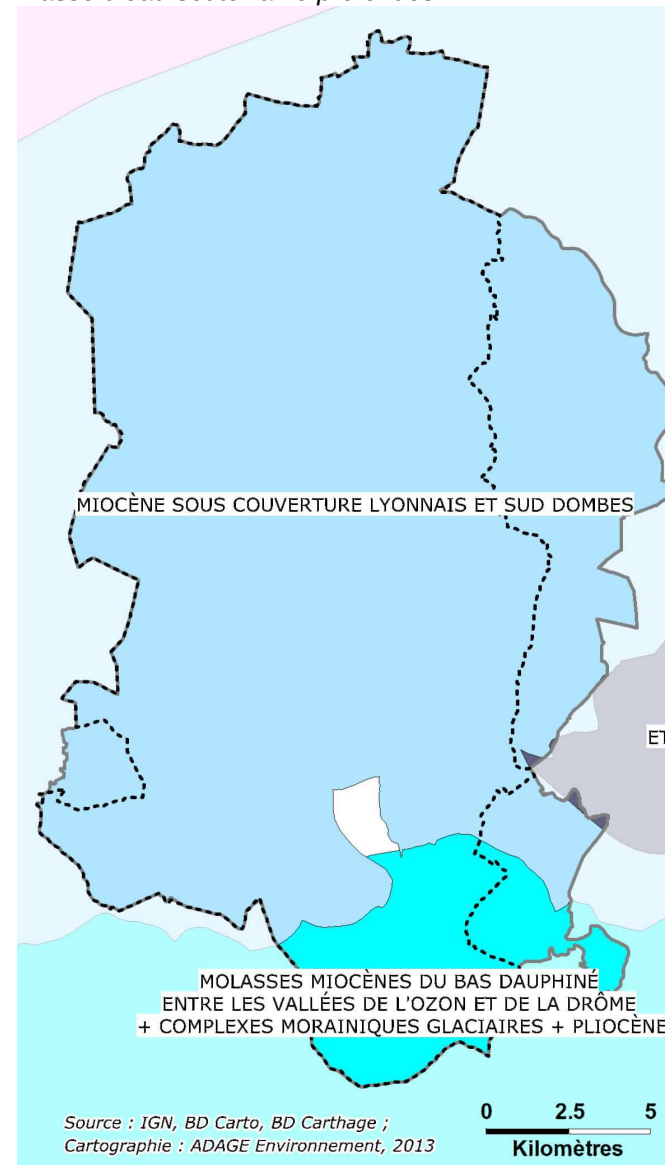 MIOCÈNE SOUS COUVERTURE LYONNAIS ET SUD DOMBES
ET
MOLASSES MIOCÈNES DU BAS DAUPHINÉ
ENTRE LES VALLÉES DE L'OZON ET DE LA DRÔME
+ COMPLEXES MORAINIQUES GLACIAIRES + PLIOCÈNE
Source : IGN, BD Carto, BD Carthage ;
Cartographie : ADAGE Environnement, 2013
0 2.5 5
Kilomètres